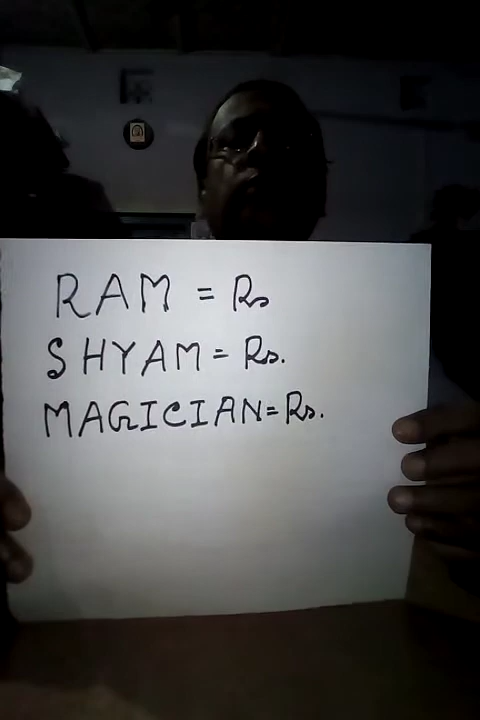 RAM = Rs
SHYAM = Rs.
MAGICIAN = Rs.